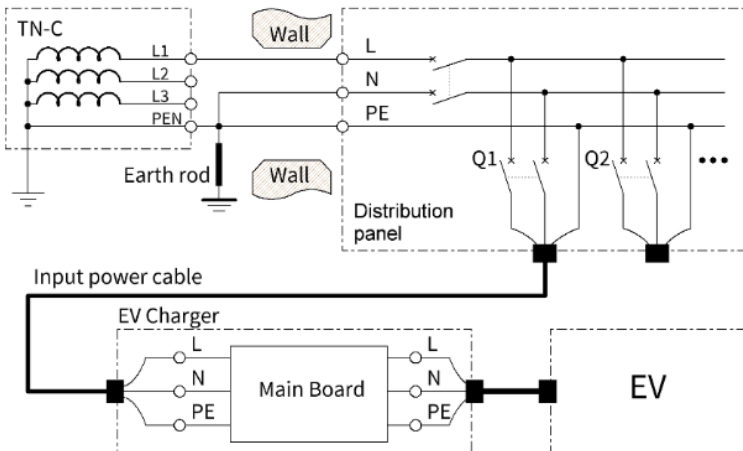 TN-C
L1
L2
L3
PEN
Wall
L
N
PE
Earth rod
Wall
Q1
Q2
Distribution
panel
Input power cable
EV Charger
L
N
PE
Main Board
L
N
PE
EV